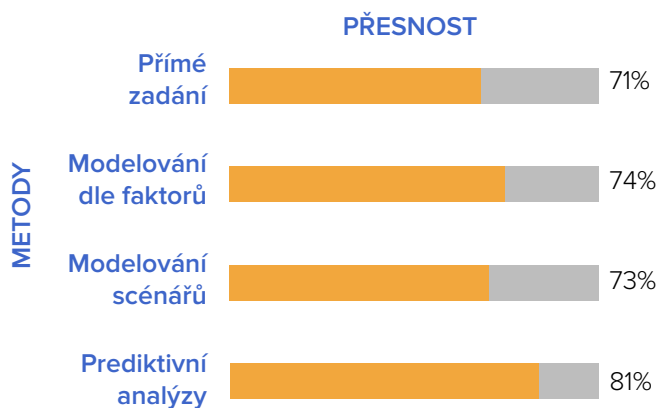 PŘESNOST
METODY
Přímé
zadání
71%
Modelování
dle faktorů
74%
Modelování
scénářů
73%
Prediktivní
analýzy
81%